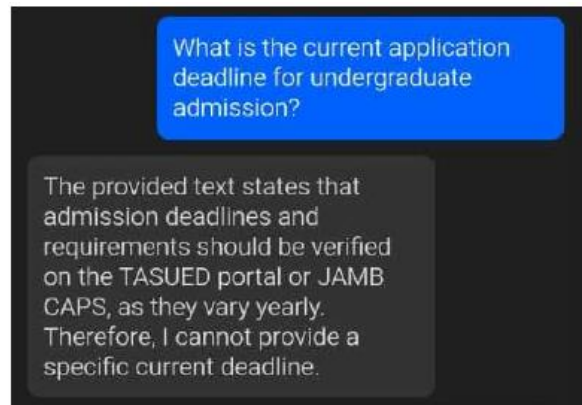 What is the current application
deadline for undergraduate
admission?
The provided text states that
admission deadlines and
requirements should be verified
on the TASUED portal or JAMB
CAPS, as they vary yearly.
Therefore, I cannot provide a
specific current deadline.